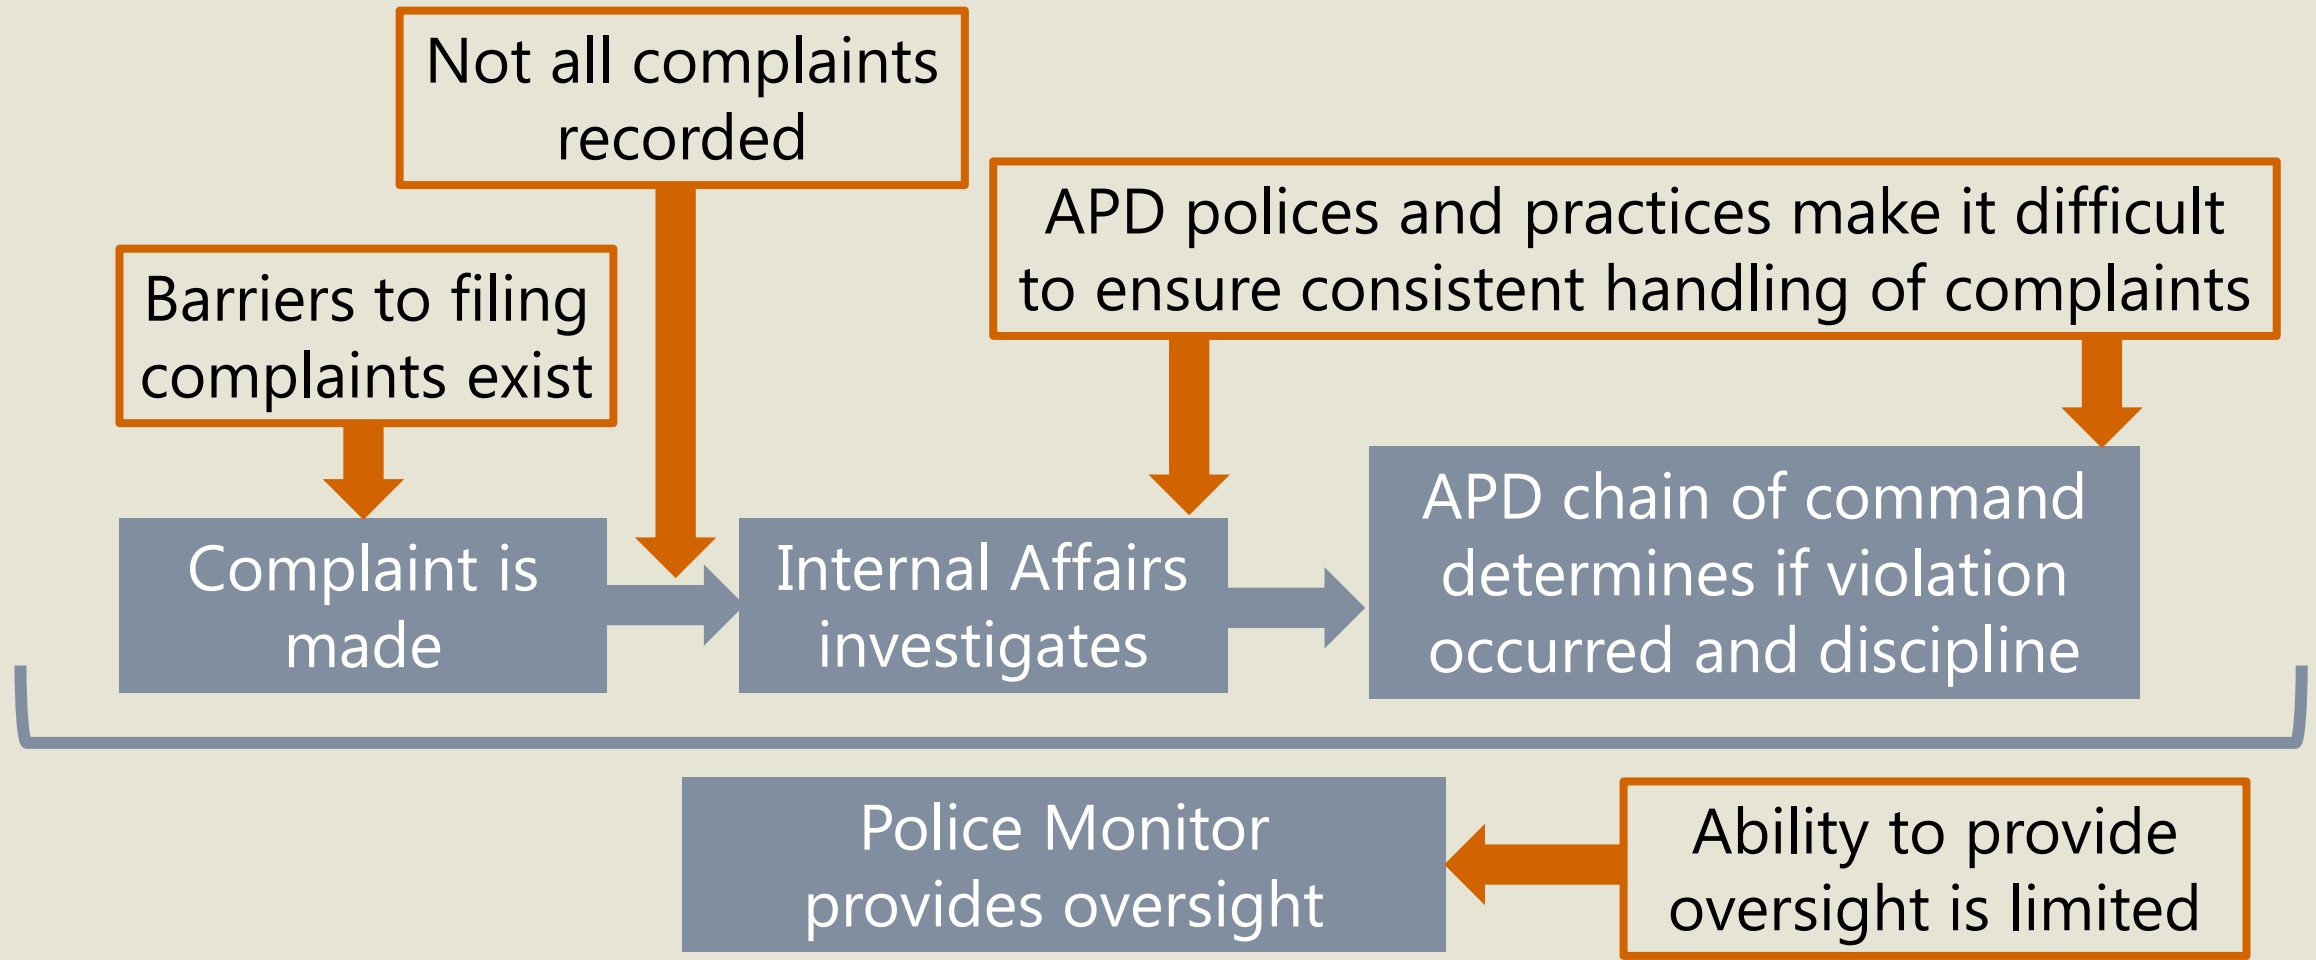 Not all complaints
recorded
APD polices and practices make it difficult
to ensure consistent handling of complaints
Barriers to filing
complaints exist
Complaint is
made
Internal Affairs
investigates
APD chain of command
determines if violation
occurred and discipline
Police Monitor
provides oversight
Ability to provide
oversight is limited